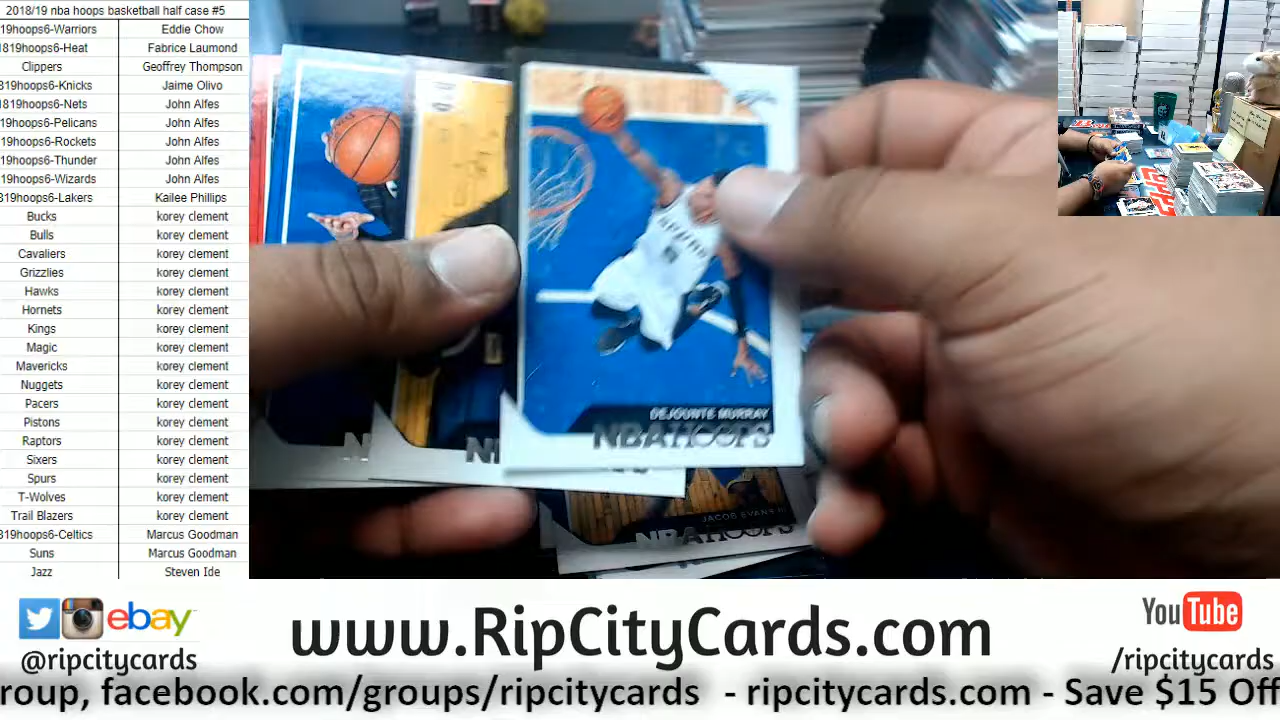 2018/19 nba hoops basketball half case #5
19hoops6-Warriors Eddie Chow
1819hoops6-Heat Fabrice Laumond
Clippers Geoffrey Thompson
819hoops6-Knicks Jaime Olivo
1819hoops6-Nets John Alfes
19hoops6-Pelicans John Alfes
19hoops6-Rockets John Alfes
19hoops6-Thunder John Alfes
19hoops6-Wizards John Alfes
819hoops6-Lakers Kailee Phillips
Bucks korey clement
Bulls korey clement
Cavaliers korey clement
Grizzlies korey clement
Hawks korey clement
Hornets korey clement
Kings korey clement
Magic korey clement
Mavericks korey clement
Nuggets korey clement
Pacers korey clement
Pistons korey clement
Raptors korey clement
Sixers korey clement
Spurs korey clement
T-Wolves korey clement
Trail Blazers korey clement
819hoops6-Celtics Marcus Goodman
Suns Marcus Goodman
Jazz Steven Ide
SPURS
5
DEJOUNTE MURRAY
NBA HOOPS
N
NB
JACOB EVANS III
NBA HOOPS
ebay
@ripcitycards
www.RipCityCards.com
YouTube
/ripcitycards
roup, facebook.com/groups/ripcitycards - ripcitycards.com - Save $15 Off